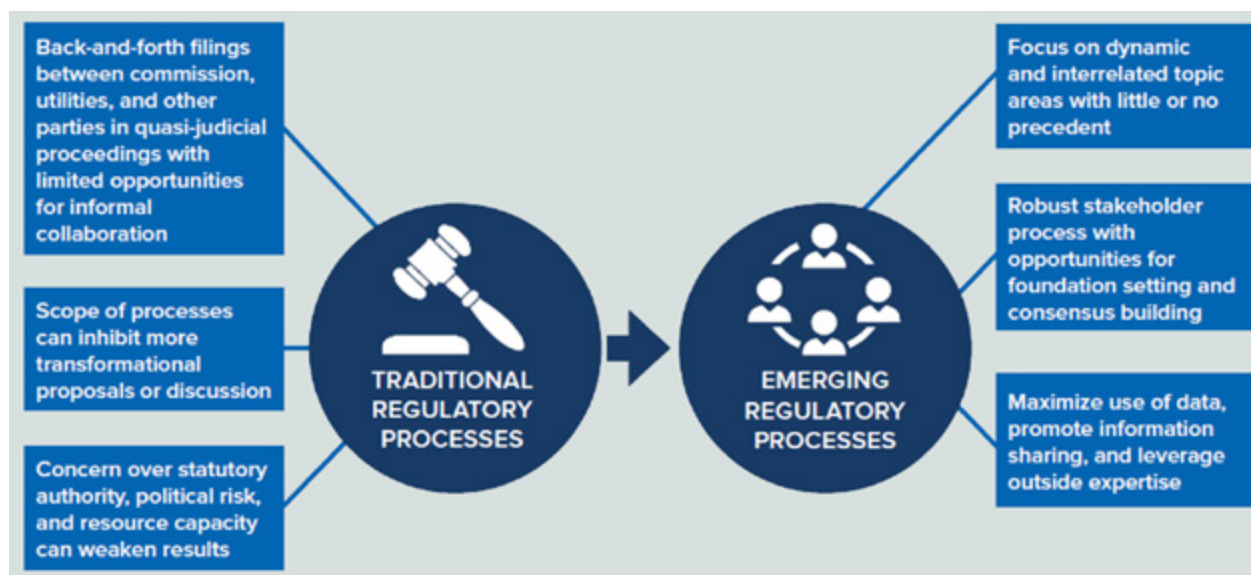 Back-and-forth filings
between commission,
utilities, and other
parties in quasi-judicial
proceedings with
limited opportunities
for informal
collaboration
Scope of processes
can inhibit more
transformational
proposals or discussion
Concern over statutory
authority, political risk,
and resource capacity
can weaken results
TRADITIONAL
REGULATORY
PROCESSES
EMERGING
REGULATORY
PROCESSES
Focus on dynamic
and interrelated topic
areas with little or no
precedent
Robust stakeholder
process with
opportunities for
foundation setting and
consensus building
Maximize use of data,
promote information
sharing, and leverage
outside expertise